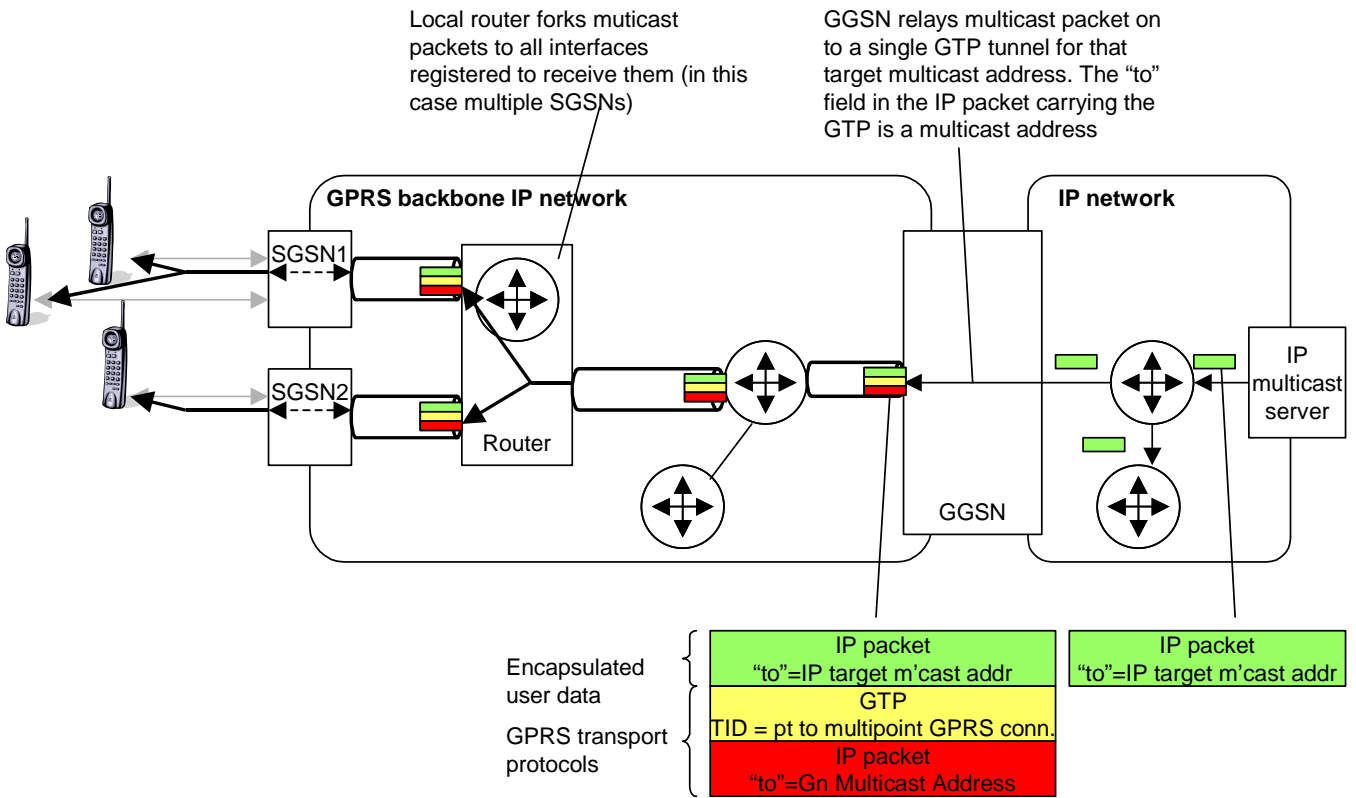 Local router forks muticast
packets to all interfaces
registered to receive them (in this
case multiple SGSNs)
GGSN relays multicast packet on
to a single GTP tunnel for that
target multicast address. The “to”
field in the IP packet carrying the
GTP is a multicast address
GPRS backbone IP network
IP network
SGSN1
SGSN2
Router
GGSN
IP
multicast
server
Encapsulated
user data
GPRS transport
protocols
IP packet
“to”=IP target m’cast addr
GTP
TID = pt to multipoint GPRS conn.
IP packet
“to”=Gn Multicast Address
IP packet
“to”=IP target m’cast addr